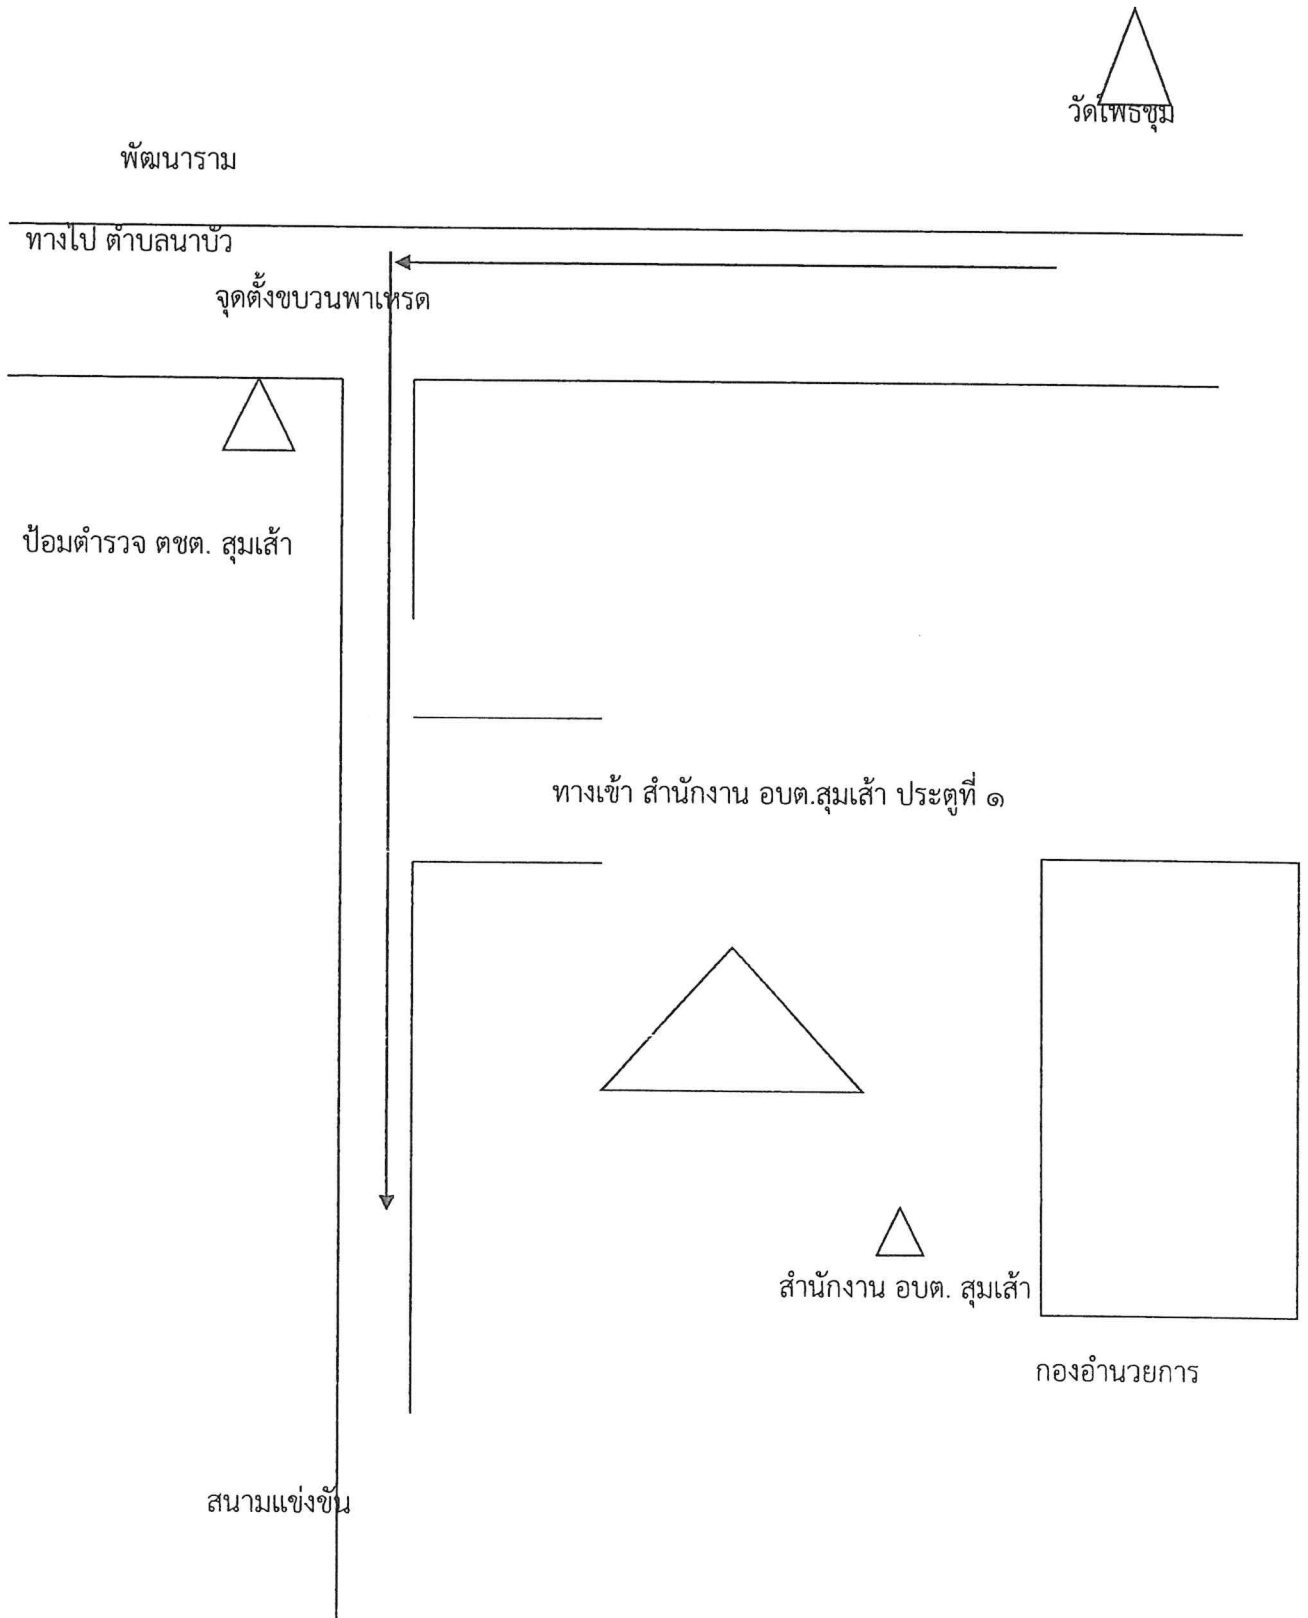 วัดโพธิ์ชุม
พัฒนาราม
ทางไป ตำบลนาบัว
จุดตั้งขบวนพาเหรด
ป้อมตำรวจ ตชต. สุมเส้า
ทางเข้า สำนักงาน อบต.สุมเส้า ประตูที่ ๑
สำนักงาน อบต. สุมเส้า
กองอำนวยการ
สนามแข่งขัน